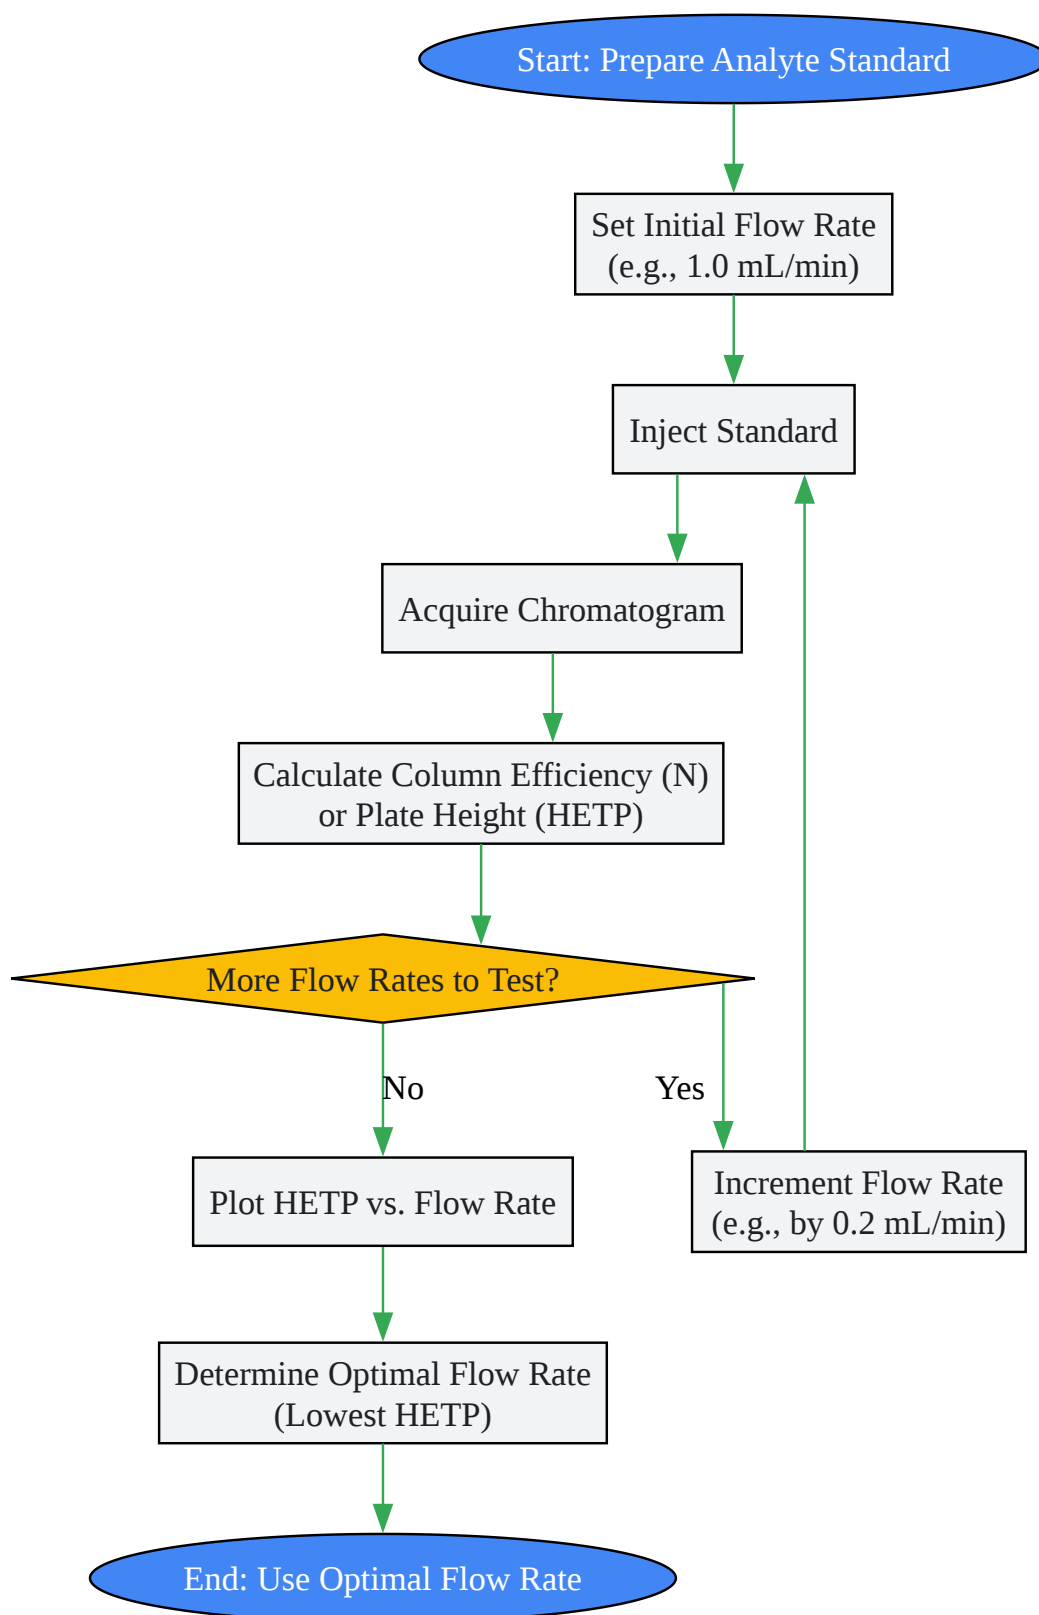 Start: Prepare Analyte Standard
Set Initial Flow Rate
(e.g., 1.0 mL/min)
Inject Standard
Acquire Chromatogram
Calculate Column Efficiency (N)
or Plate Height (HETP)
More Flow Rates to Test?
No
Yes
Plot HETP vs. Flow Rate
Increment Flow Rate
(e.g., by 0.2 mL/min)
Determine Optimal Flow Rate
(Lowest HETP)
End: Use Optimal Flow Rate